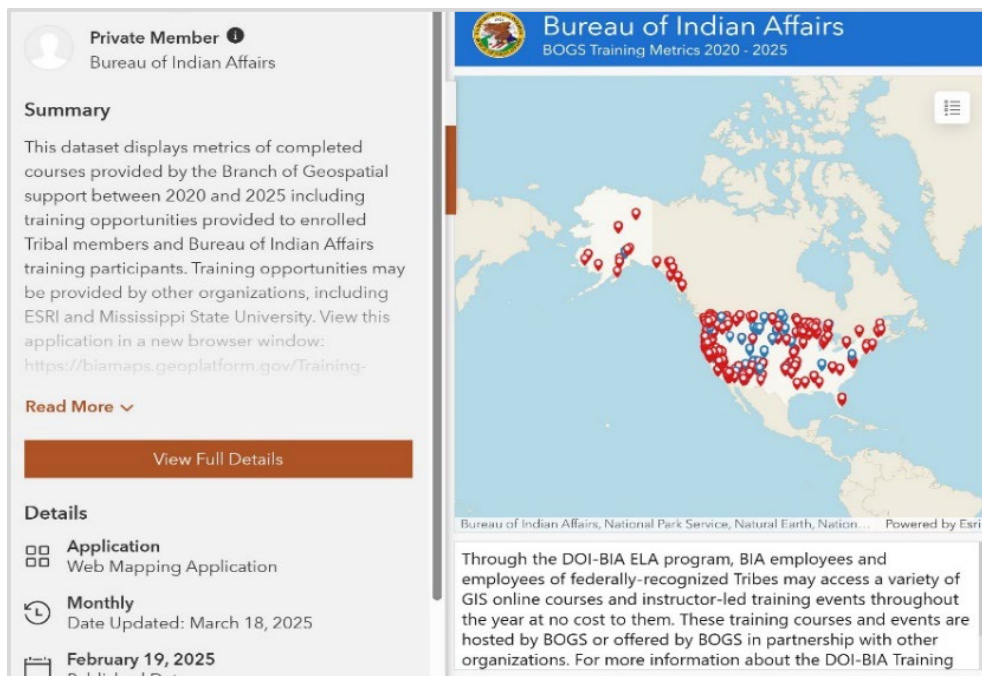 Private Member
Bureau of Indian Affairs
Summary
This dataset displays metrics of completed
courses provided by the Branch of Geospatial
support between 2020 and 2025 including
training opportunities provided to enrolled
Tribal members and Bureau of Indian Affairs
training participants. Training opportunities may
be provided by other organizations, including
ESRI and Mississippi State University. View this
application in a new browser window:
https://biamaps.geoplatform.gov/Training-
Read More
View Full Details
Details
Application
Web Mapping Application
Monthly
Date Updated: March 18, 2025
February 19, 2025
Bureau of Indian Affairs
BOGS Training Metrics 2020 - 2025
Bureau of Indian Affairs, National Park Service, Natural Earth, Nation... Powered by Esri
Through the DOI-BIA ELA program, BIA employees and
employees of federally-recognized Tribes may access a variety of
GIS online courses and instructor-led training events throughout
the year at no cost to them. These training courses and events are
hosted by BOGS or offered by BOGS in partnership with other
organizations. For more information about the DOI-BIA Training